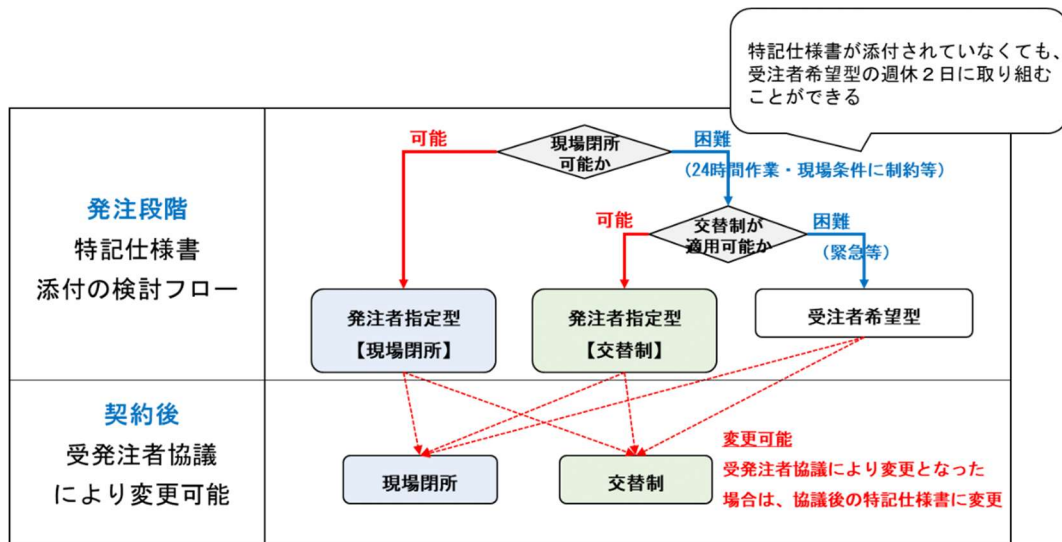 特記仕様書が添付されていなくても、
受注者希望型の週休２日に取り組む
ことができる
発注段階
特記仕様書
添付の検討フロー
可能
現場閉所
可能か
困難
（24時間作業・現場条件に制約等）
可能
交替制が
適用可能か
困難
（緊急等）
発注者指定型
【現場閉所】
発注者指定型
【交替制】
受注者希望型
契約後
受発注者協議
により変更可能
現場閉所
交替制
変更可能
受発注者協議により変更となった
場合は、協議後の特記仕様書に変更